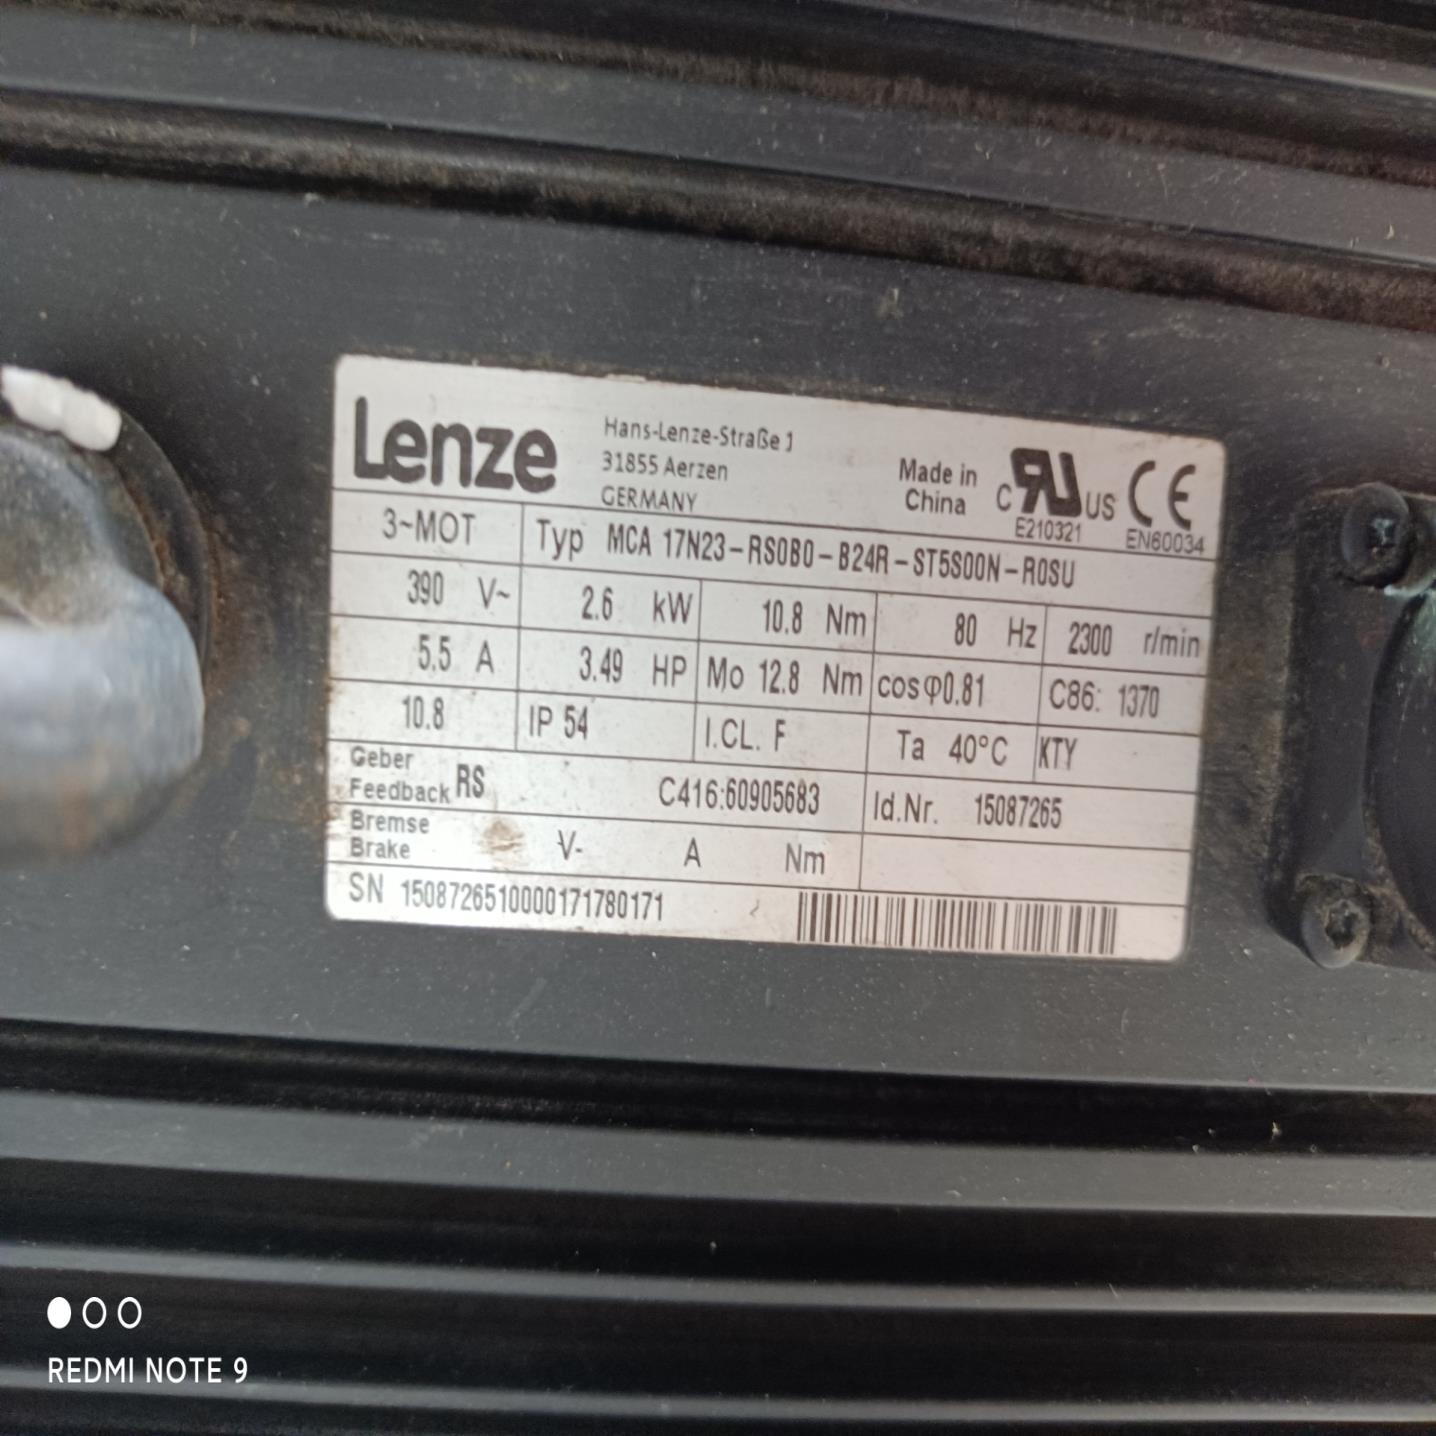 Lenze
Hans-Lenze-Straße 1
31855 Aerzen
GERMANY
Made in
China
C RU US
E210321
CE
EN60034
3~MOT Typ MCA 17N23-RS0B0-B24R-ST5S00N-R0SU
390 V~ 2.6 kW 10.8 Nm 80 Hz 2300 r/min
5.5 A 3.49 HP Mo 12.8 Nm cosφ0.81 C86: 1370
10.8 IP 54 I.CL. F Ta 40°C KTY
Geber
Feedback RS C416:60905683 Id.Nr. 15087265
Bremse
Brake V- A Nm
SN 1508726510000171780171
REDMI NOTE 9